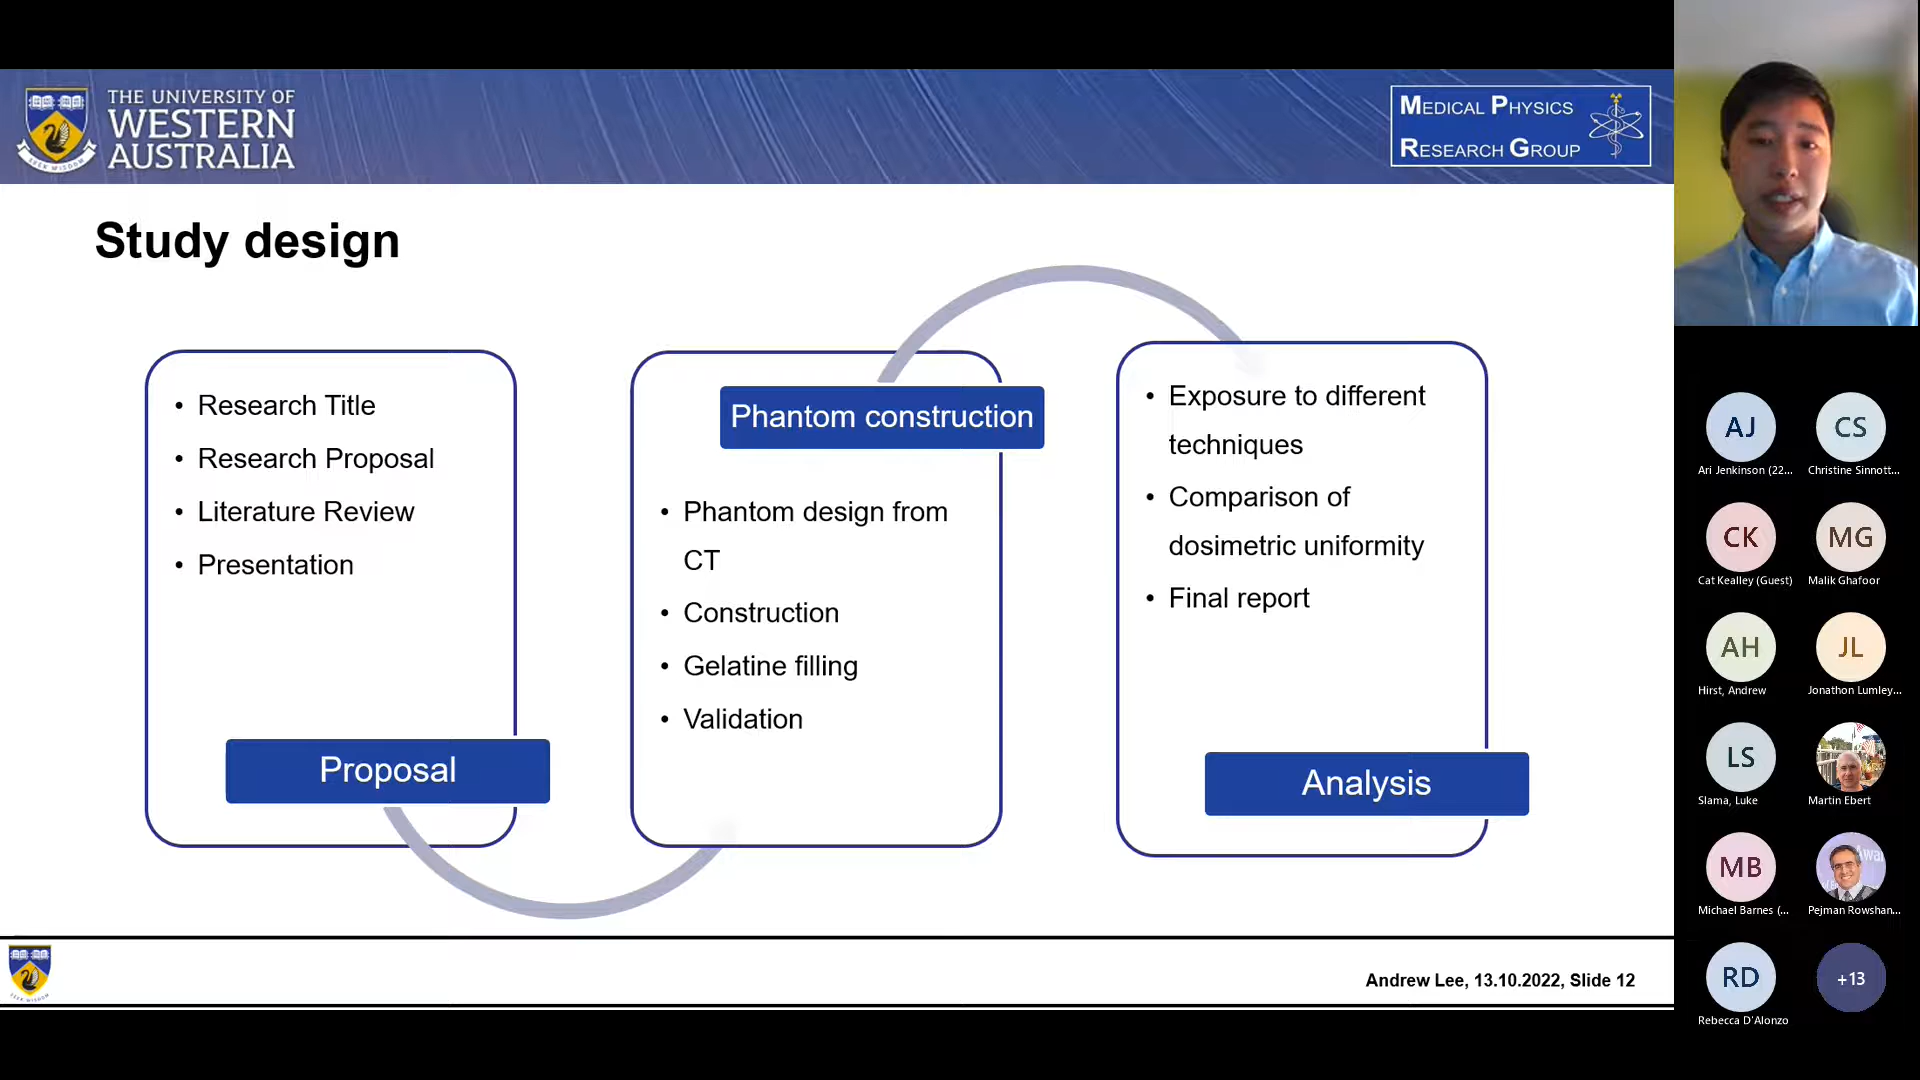 THE UNIVERSITY OF
WESTERN
AUSTRALIA
SEEK WISDOM
MEDICAL PHYSICS
RESEARCH GROUP
Study design
• Research Title
• Research Proposal
• Literature Review
• Presentation
Proposal
Phantom construction
• Phantom design from
CT
• Construction
• Gelatine filling
• Validation
• Exposure to different
techniques
• Comparison of
dosimetric uniformity
• Final report
Analysis
Andrew Lee, 13.10.2022, Slide 12
AJ
Ari Jenkinson (22...
CS
Christine Sinnott...
CK
Cat Kealley (Guest)
MG
Malik Ghafoor
AH
Hirst, Andrew
JL
Jonathon Lumley...
LS
Slama, Luke
Martin Ebert
MB
Michael Barnes (...
Pejman Rowshan...
RD
Rebecca D'Alonzo
+13